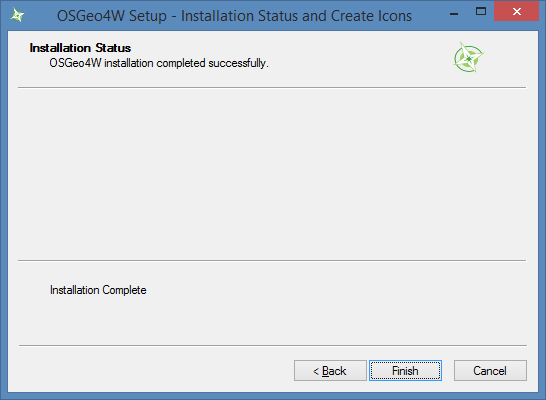 OSGeo4W Setup - Installation Status and Create Icons
Installation Status
OSGeo4W installation completed successfully.
Installation Complete
< Back Finish Cancel